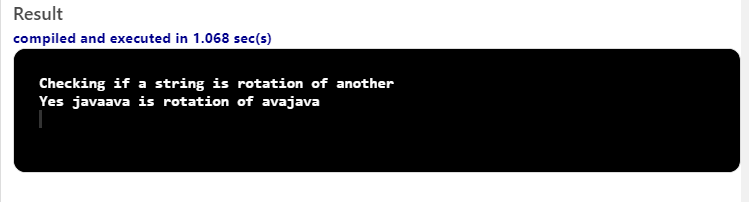 Result
compiled and executed in 1.068 sec(s)
Checking if a string is rotation of another
Yes javaava is rotation of avajava